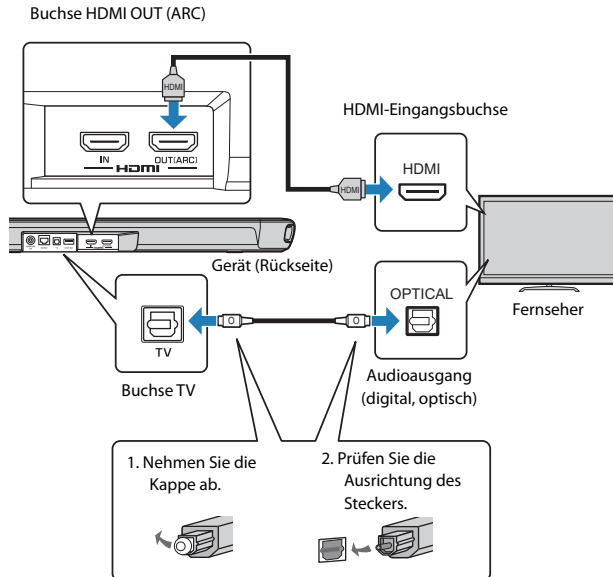 Buchse HDMI OUT (ARC)
HDMI
IN
OUT(ARC)
HDMI
HDMI-Eingangsbuchse
HDMI
HDMI
Gerät (Rückseite)
Fernseher
TV
OPTICAL
Buchse TV
Audioausgang
(digital, optisch)
1. Nehmen Sie die
Kappe ab.
2. Prüfen Sie die
Ausrichtung des
Steckers.